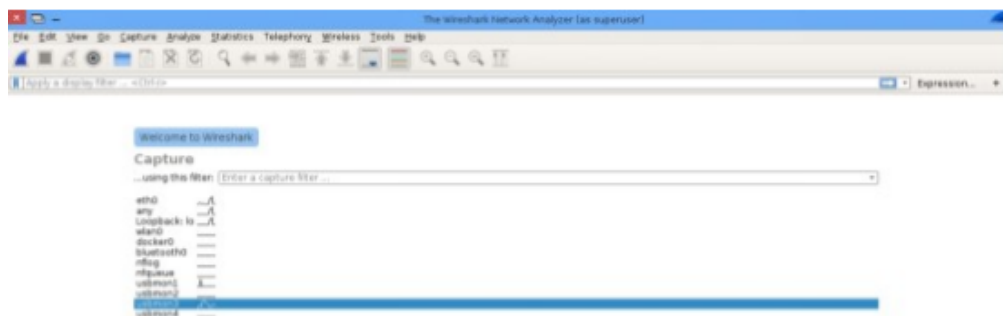 The Wireshark Network Analyzer [as superuser]
File Edit View Go Capture Analyze Statistics Telephony Wireless Tools Help
Apply a display filter ... <Ctrl-/>
Expression... +
Welcome to Wireshark
Capture
...using this filter: Enter a capture filter ...
eth0
any
Loopback: lo
wlan0
docker0
bluetooth0
nflog
nfqueue
usbmon1
usbmon2
usbmon3
usbmon4